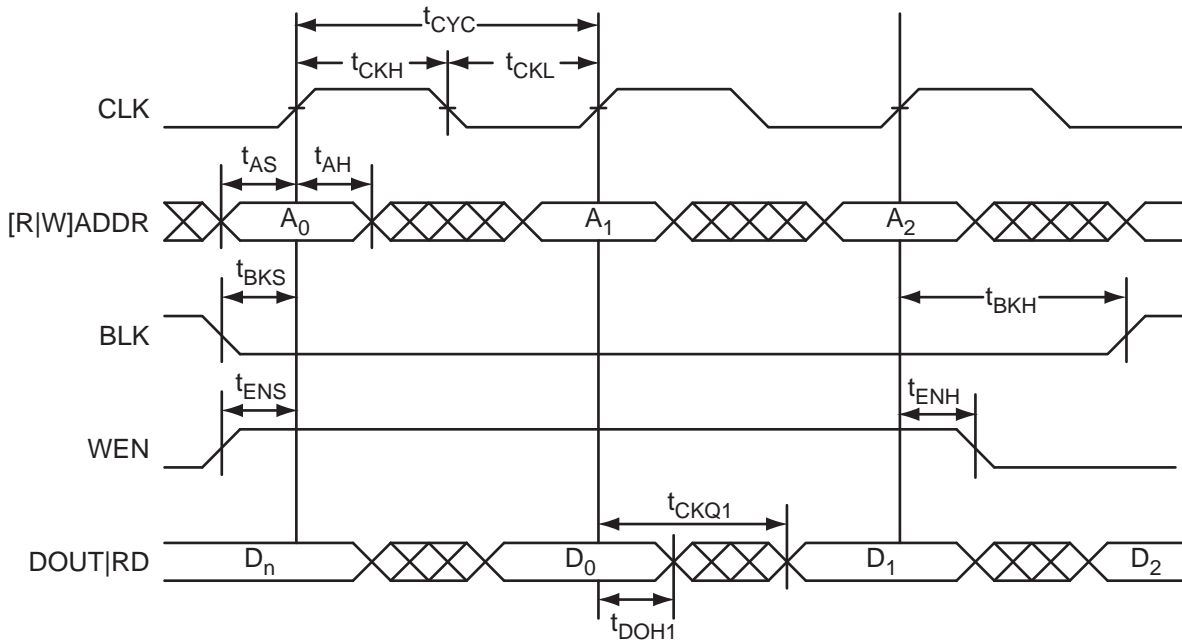 tCYC
tCKH tCKL
CLK
tAS tAH
[R|W]ADDR A0 A1 A2
tBKS tBKH
BLK
tENS tENH
WEN
tCKQ1
DOUT|RD Dn D0 D1 D2
tDOH1